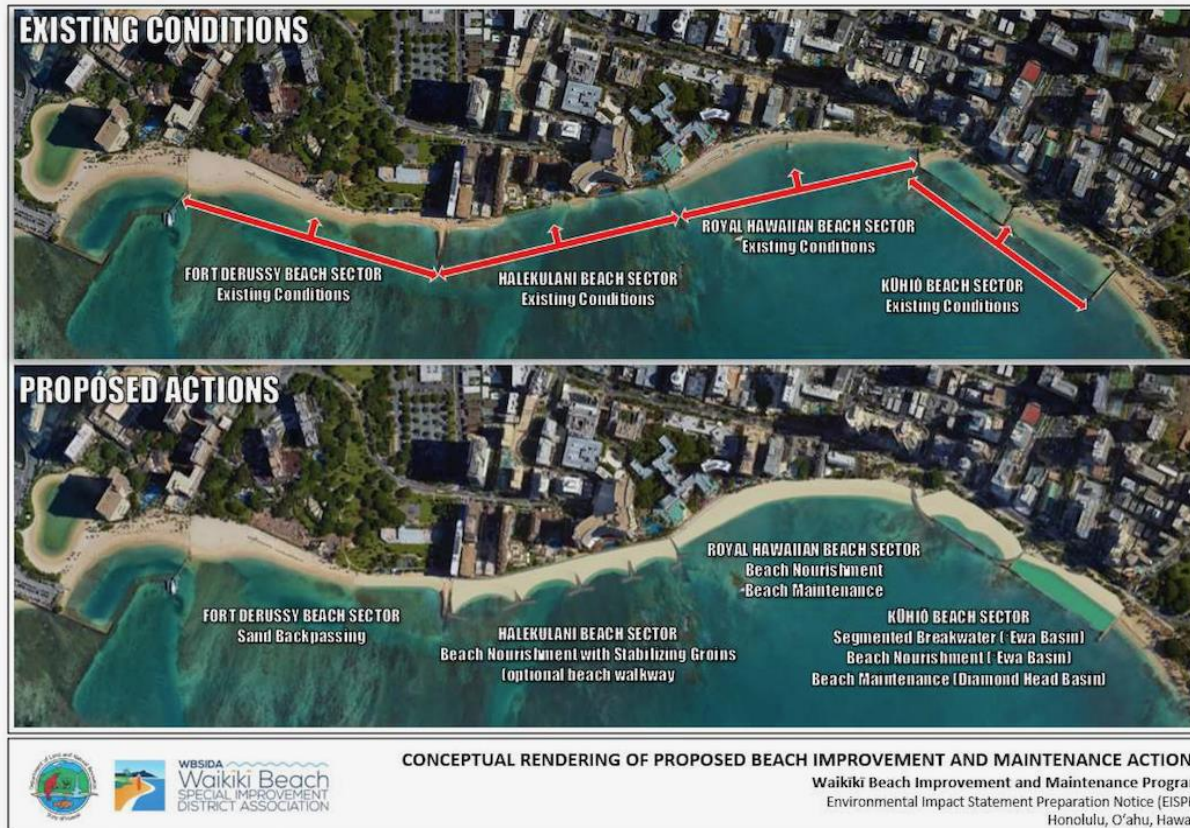 EXISTING CONDITIONS
FORT DERUSSY BEACH SECTOR
Existing Conditions
HALEKULANI BEACH SECTOR
Existing Conditions
ROYAL HAWAIIAN BEACH SECTOR
Existing Conditions
KŪHIŌ BEACH SECTOR
Existing Conditions
PROPOSED ACTIONS
FORT DERUSSY BEACH SECTOR
Sand Backpassing
HALEKULANI BEACH SECTOR
Beach Nourishment with Stabilizing Groins
(optional beach walkway
ROYAL HAWAIIAN BEACH SECTOR
Beach Nourishment
Beach Maintenance
KŪHIŌ BEACH SECTOR
Segmented Breakwater (ʻEwa Basin)
Beach Nourishment (ʻEwa Basin)
Beach Maintenance (Diamond Head Basin)
WBSIDA
Waikīkī Beach
SPECIAL IMPROVEMENT
DISTRICT ASSOCIATION
CONCEPTUAL RENDERING OF PROPOSED BEACH IMPROVEMENT AND MAINTENANCE ACTION
Waikīkī Beach Improvement and Maintenance Progra
Environmental Impact Statement Preparation Notice (EISP
Honolulu, Oʻahu, Hawa